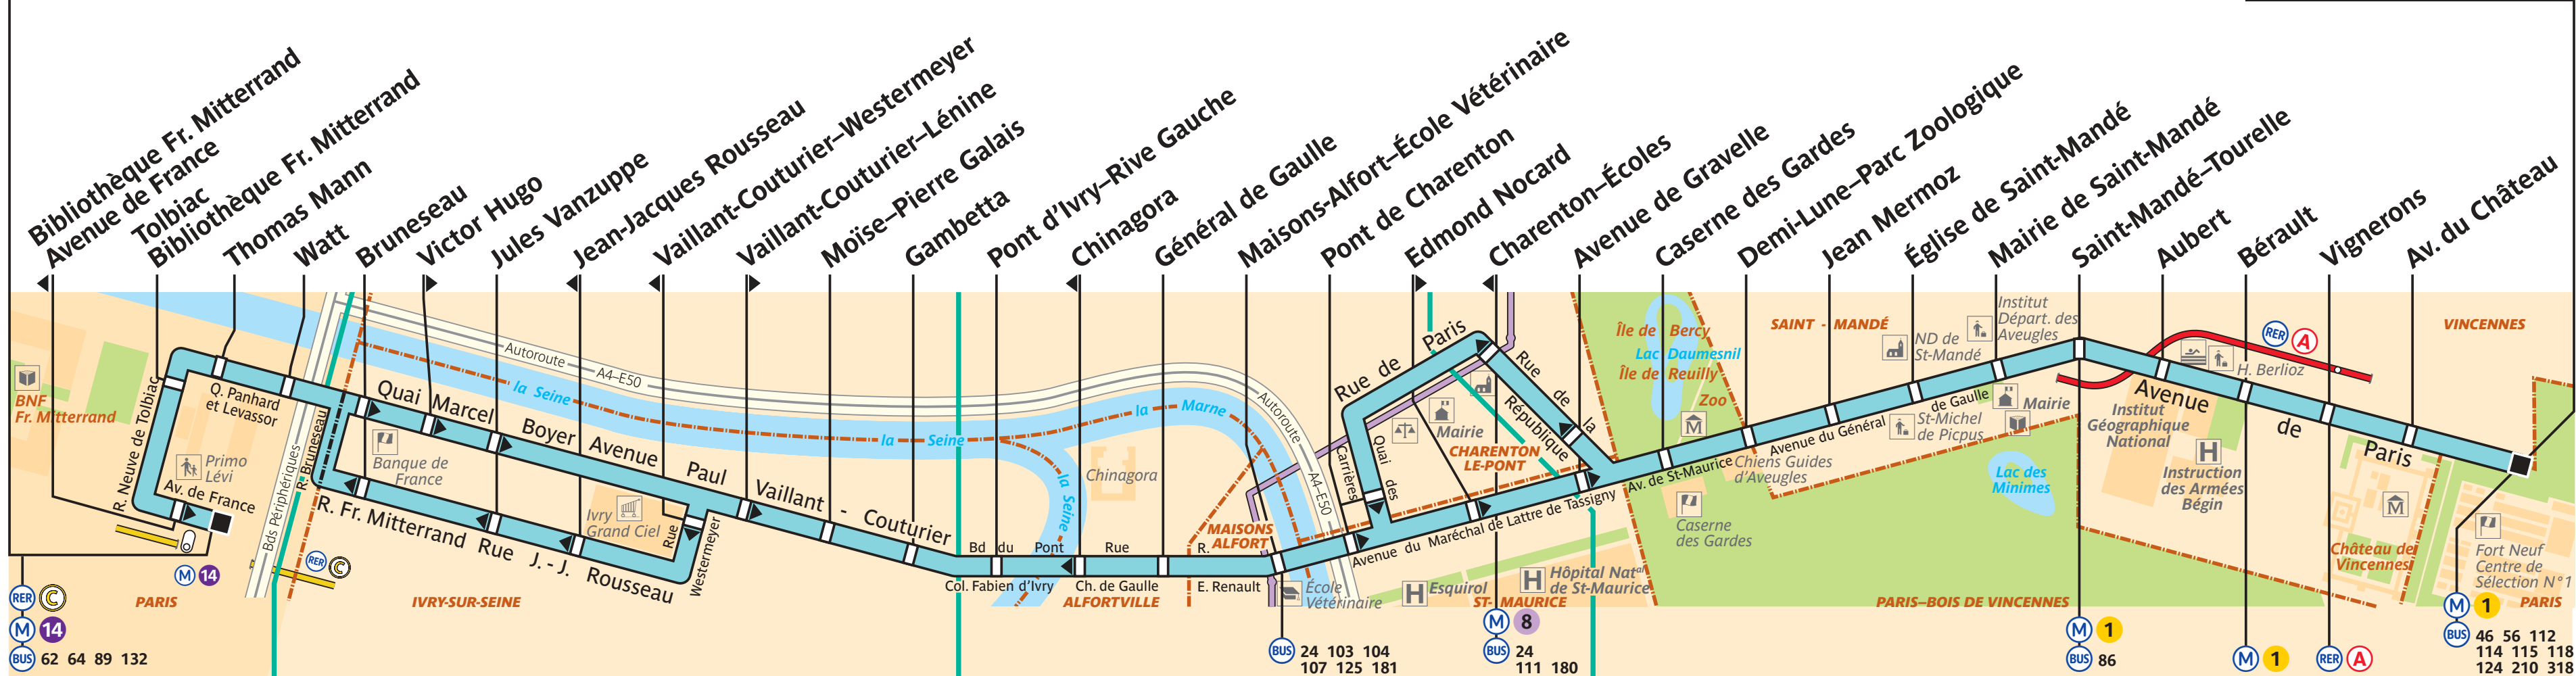 Bibliothèque Fr. Mitterrand
Avenue de France
Tolbiac
Bibliothèque Fr. Mitterrand
Thomas Mann
Watt
Bruneseau
Victor Hugo
Jules Vanzuppe
Jean-Jacques Rousseau
Vaillant-Couturier–Westermeyer
Vaillant-Couturier–Lénine
Moïse–Pierre Galais
Gambetta
Pont d'Ivry–Rive Gauche
Chinagora
Général de Gaulle
Maisons-Alfort–École Vétérinaire
Pont de Charenton
Edmond Nocard
Charenton–Écoles
Avenue de Gravelle
Caserne des Gardes
Demi-Lune–Parc Zoologique
Jean Mermoz
Église de Saint-Mandé
Mairie de Saint-Mandé
Saint-Mandé–Tourelle
Aubert
Bérault
Vignerons
Av. du Château
BNF
Fr. Mitterrand
R. Neuve de Tolbiac
Q. Panhard
et Levassor
Primo
Lévi
Av. de France
M 14
RER C
M 14
BUS 62 64 89 132
PARIS
Bds Périphériques
R. Bruneseau
RER C
Autoroute A4–E50
la Seine
Quai Marcel Boyer Avenue Paul Vaillant - Couturier
Banque de
France
Ivry
Grand Ciel
R. Fr. Mitterrand Rue J.-J. Rousseau
Rue
Westermeyer
IVRY-SUR-SEINE
la Seine
la Marne
la Seine
Chinagora
Bd du Pont
Col. Fabien d'Ivry
Rue
Ch. de Gaulle
R.
E. Renault
ALFORTVILLE
MAISONS
ALFORT
Autoroute
A4–E50
École
Vétérinaire
BUS 24 103 104
107 125 181
Rue de Paris
Rue de la
République
Quai des
Carrières
Mairie
CHARENTON
LE-PONT
Avenue du Maréchal de Lattre de Tassigny
H Esquirol
H Hôpital Natal
de St-Maurice
ST- MAURICE
M 8
BUS 24
111 180
Île de Bercy
Lac Daumesnil
Île de Reuilly
Zoo
Av. de St-Maurice
Caserne
des Gardes
Chiens Guides
d'Aveugles
SAINT - MANDÉ
Avenue du Général de Gaulle
ND de
St-Mandé
Institut
Départ. des
Aveugles
St-Michel
de Picpus
Mairie
Lac des
Minimes
PARIS–BOIS DE VINCENNES
M 1
BUS 86
RER A
H. Berlioz
Avenue de Paris
Institut
Géographique
National
H
Instruction
des Armées
Bégin
M 1
RER A
VINCENNES
Château de
Vincennes
Fort Neuf
Centre de
Sélection N°1
M 1
PARIS
BUS 46 56 112
114 115 118
124 210 318